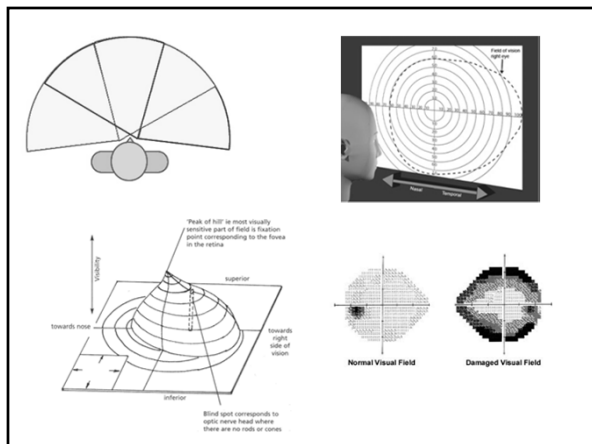 Field of vision
right eye
Nasal
Temporal
'Peak of hill' ie most visually
sensitive part of field is fixation
point corresponding to the fovea
in the retina
Visibility
superior
towards nose
towards
right
side of
vision
inferior
Blind spot corresponds to
optic nerve head where
there are no rods or cones
Normal Visual Field
Damaged Visual Field